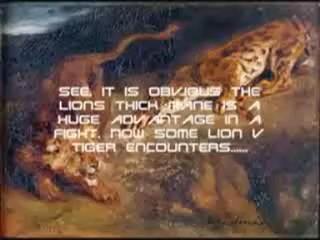 SEE, IT IS OBVIOUS THE
LIONS THICK MANE IS A
HUGE ADVANTAGE IN A
FIGHT. NOW SOME LION V
TIGER ENCOUNTERS......